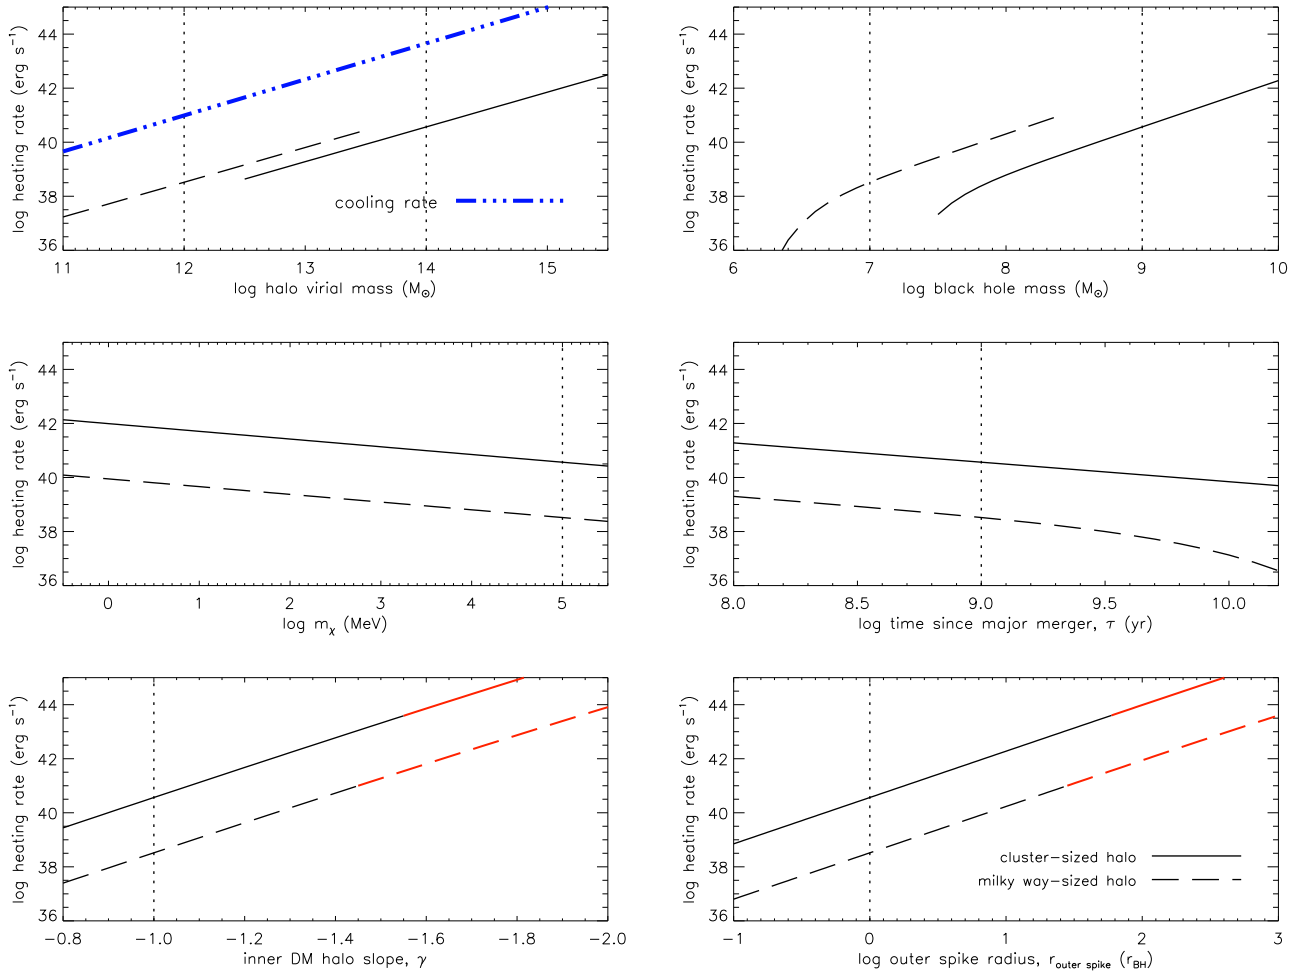 log heating rate (erg s⁻¹)
44
42
40
38
36
cooling rate
11 12 13 14 15
log halo virial mass (M☉)
log heating rate (erg s⁻¹)
44
42
40
38
36
6 7 8 9 10
log black hole mass (M☉)
log heating rate (erg s⁻¹)
44
42
40
38
36
0 1 2 3 4 5
log mχ (MeV)
log heating rate (erg s⁻¹)
44
42
40
38
36
8.0 8.5 9.0 9.5 10.0
log time since major merger, τ (yr)
log heating rate (erg s⁻¹)
44
42
40
38
36
−0.8 −1.0 −1.2 −1.4 −1.6 −1.8 −2.0
inner DM halo slope, γ
log heating rate (erg s⁻¹)
44
42
40
38
36
cluster−sized halo
milky way−sized halo
−1 0 1 2 3
log outer spike radius, r outer spike (r BH)